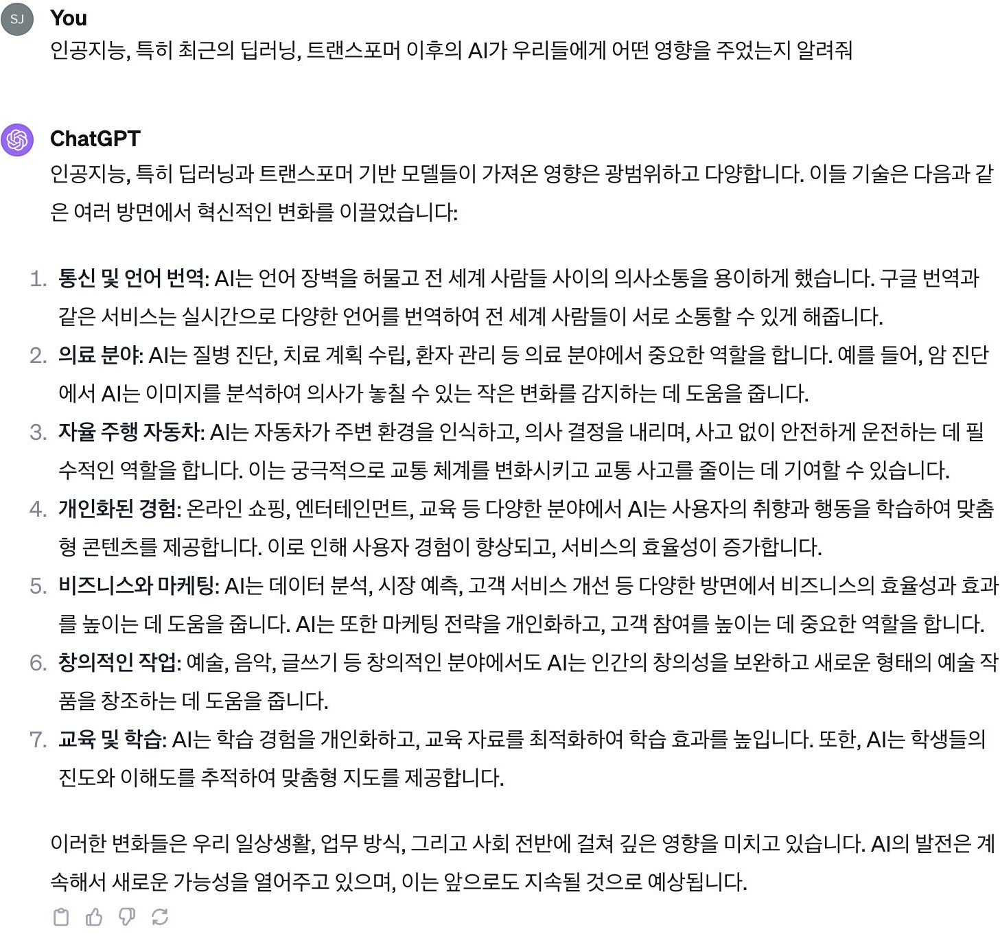 SJ
You
인공지능, 특히 최근의 딥러닝, 트랜스포머 이후의 AI가 우리들에게 어떤 영향을 주었는지 알려줘
ChatGPT
인공지능, 특히 딥러닝과 트랜스포머 기반 모델들이 가져온 영향은 광범위하고 다양합니다. 이들 기술은 다음과 같
은 여러 방면에서 혁신적인 변화를 이끌었습니다:
1. 통신 및 언어 번역: AI는 언어 장벽을 허물고 전 세계 사람들 사이의 의사소통을 용이하게 했습니다. 구글 번역과
같은 서비스는 실시간으로 다양한 언어를 번역하여 전 세계 사람들이 서로 소통할 수 있게 해줍니다.
2. 의료 분야: AI는 질병 진단, 치료 계획 수립, 환자 관리 등 의료 분야에서 중요한 역할을 합니다. 예를 들어, 암 진단
에서 AI는 이미지를 분석하여 의사가 놓칠 수 있는 작은 변화를 감지하는 데 도움을 줍니다.
3. 자율 주행 자동차: AI는 자동차가 주변 환경을 인식하고, 의사 결정을 내리며, 사고 없이 안전하게 운전하는 데 필
수적인 역할을 합니다. 이는 궁극적으로 교통 체계를 변화시키고 교통 사고를 줄이는 데 기여할 수 있습니다.
4. 개인화된 경험: 온라인 쇼핑, 엔터테인먼트, 교육 등 다양한 분야에서 AI는 사용자의 취향과 행동을 학습하여 맞춤
형 콘텐츠를 제공합니다. 이로 인해 사용자 경험이 향상되고, 서비스의 효율성이 증가합니다.
5. 비즈니스와 마케팅: AI는 데이터 분석, 시장 예측, 고객 서비스 개선 등 다양한 방면에서 비즈니스의 효율성과 효과
를 높이는 데 도움을 줍니다. AI는 또한 마케팅 전략을 개인화하고, 고객 참여를 높이는 데 중요한 역할을 합니다.
6. 창의적인 작업: 예술, 음악, 글쓰기 등 창의적인 분야에서도 AI는 인간의 창의성을 보완하고 새로운 형태의 예술 작
품을 창조하는 데 도움을 줍니다.
7. 교육 및 학습: AI는 학습 경험을 개인화하고, 교육 자료를 최적화하여 학습 효과를 높입니다. 또한, AI는 학생들의
진도와 이해도를 추적하여 맞춤형 지도를 제공합니다.
이러한 변화들은 우리 일상생활, 업무 방식, 그리고 사회 전반에 걸쳐 깊은 영향을 미치고 있습니다. AI의 발전은 계
속해서 새로운 가능성을 열어주고 있으며, 이는 앞으로도 지속될 것으로 예상됩니다.